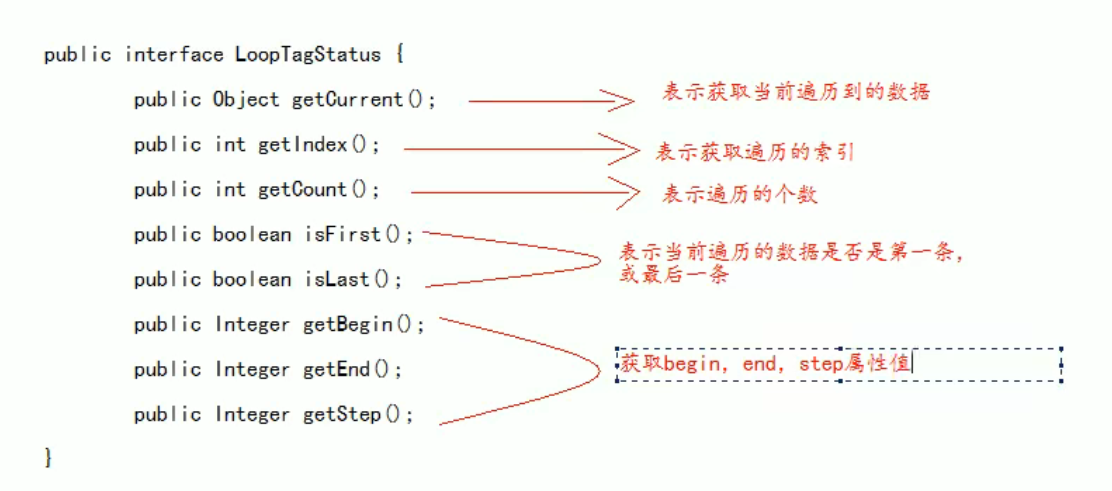 public interface LoopTagStatus {
public Object getCurrent(); 表示获取当前遍历到的数据
public int getIndex(); 表示获取遍历的索引
public int getCount(); 表示遍历的个数
public boolean isFirst();
表示当前遍历的数据是否是第一条,
或最后一条
public boolean isLast();
public Integer getBegin();
public Integer getEnd(); 获取begin, end, step属性值
public Integer getStep();
}